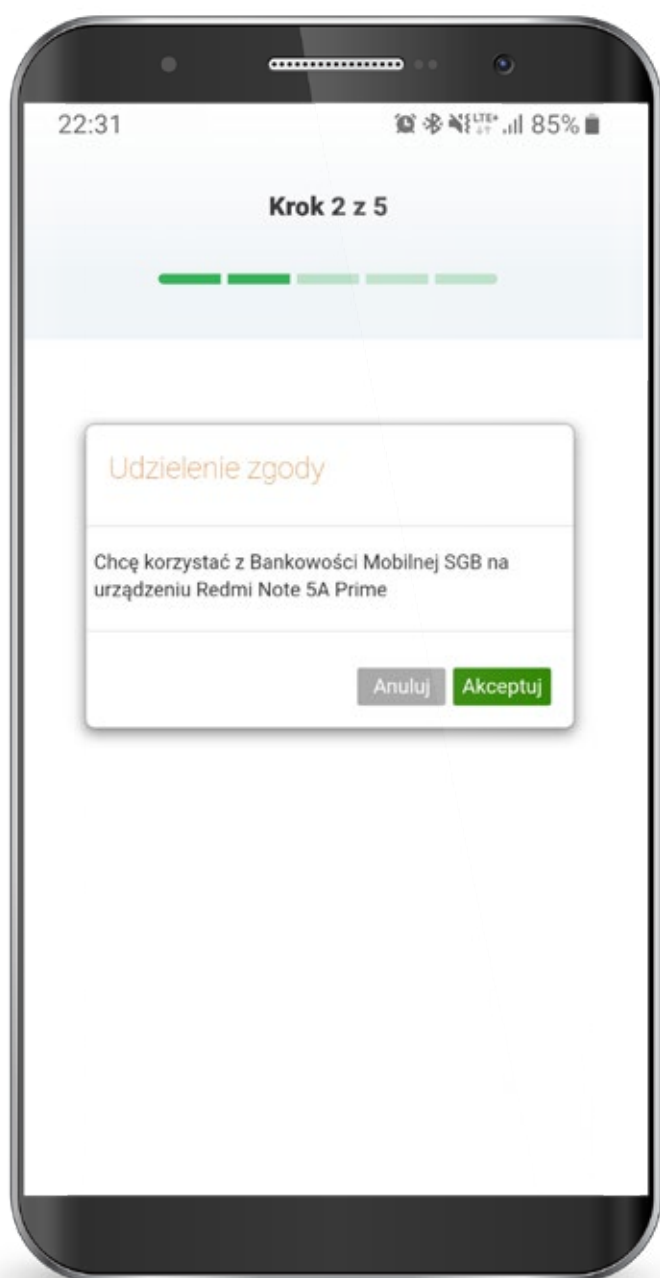 22:31 LTE+ 85%
Krok 2 z 5
Udzielenie zgody
Chcę korzystać z Bankowości Mobilnej SGB na
urządzeniu Redmi Note 5A Prime
Anuluj Akceptuj